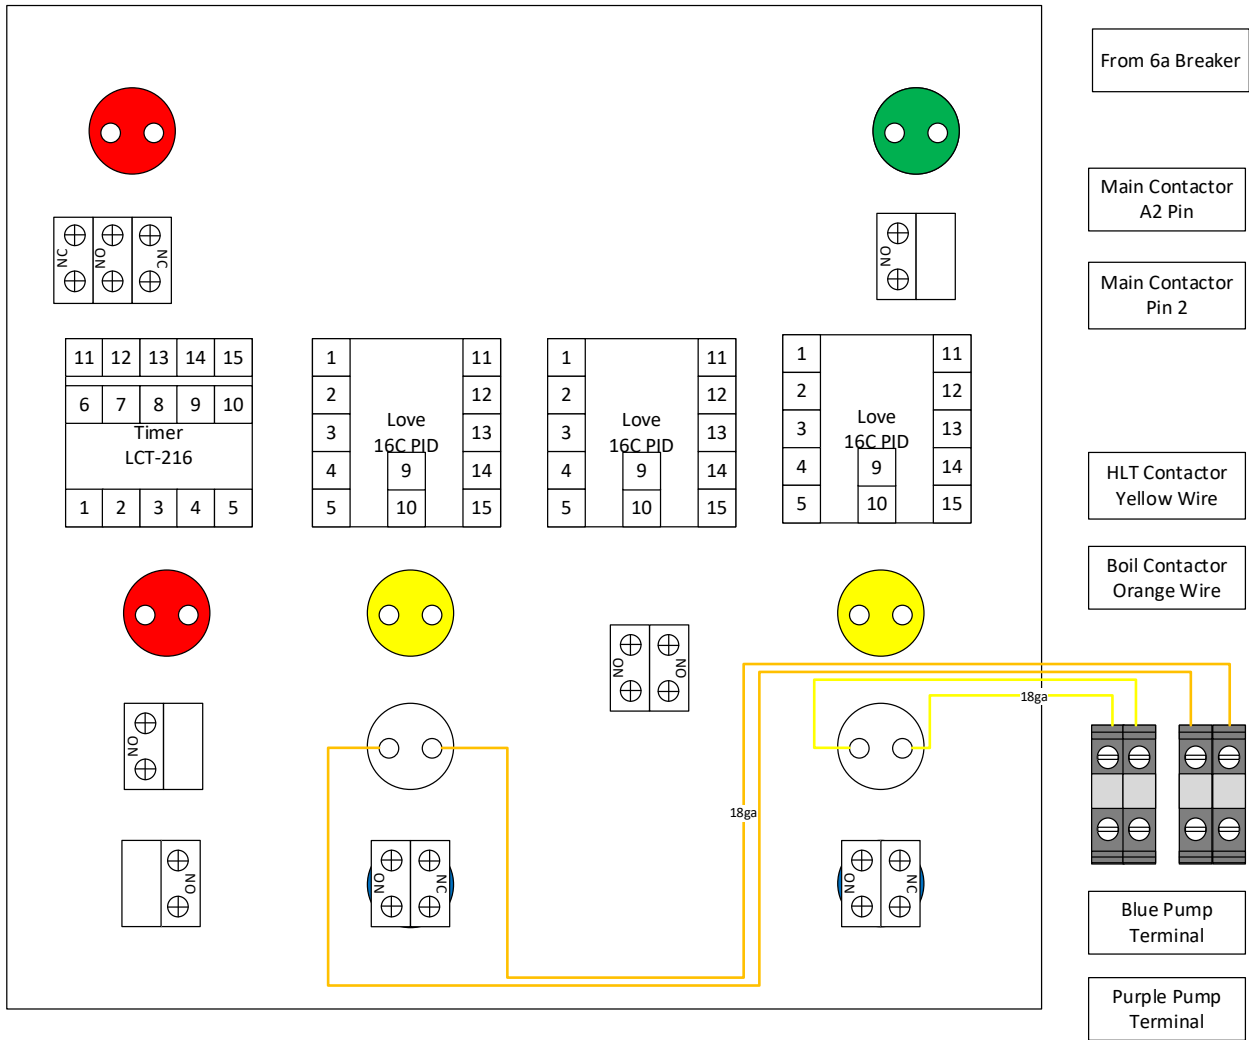 From 6a Breaker
Main Contactor
A2 Pin
NC
NO
NC
NO
Main Contactor
Pin 2
11 12 13 14 15
6 7 8 9 10
Timer
LCT-216
1 2 3 4 5
1
2
3
4
5
Love
16C PID
9
10
11
12
13
14
15
1
2
3
4
5
Love
16C PID
9
10
11
12
13
14
15
1
2
3
4
5
Love
16C PID
9
10
11
12
13
14
15
HLT Contactor
Yellow Wire
Boil Contactor
Orange Wire
NO
NO
18ga
NO
18ga
NO
NO
NC
NO
NC
Blue Pump
Terminal
Purple Pump
Terminal